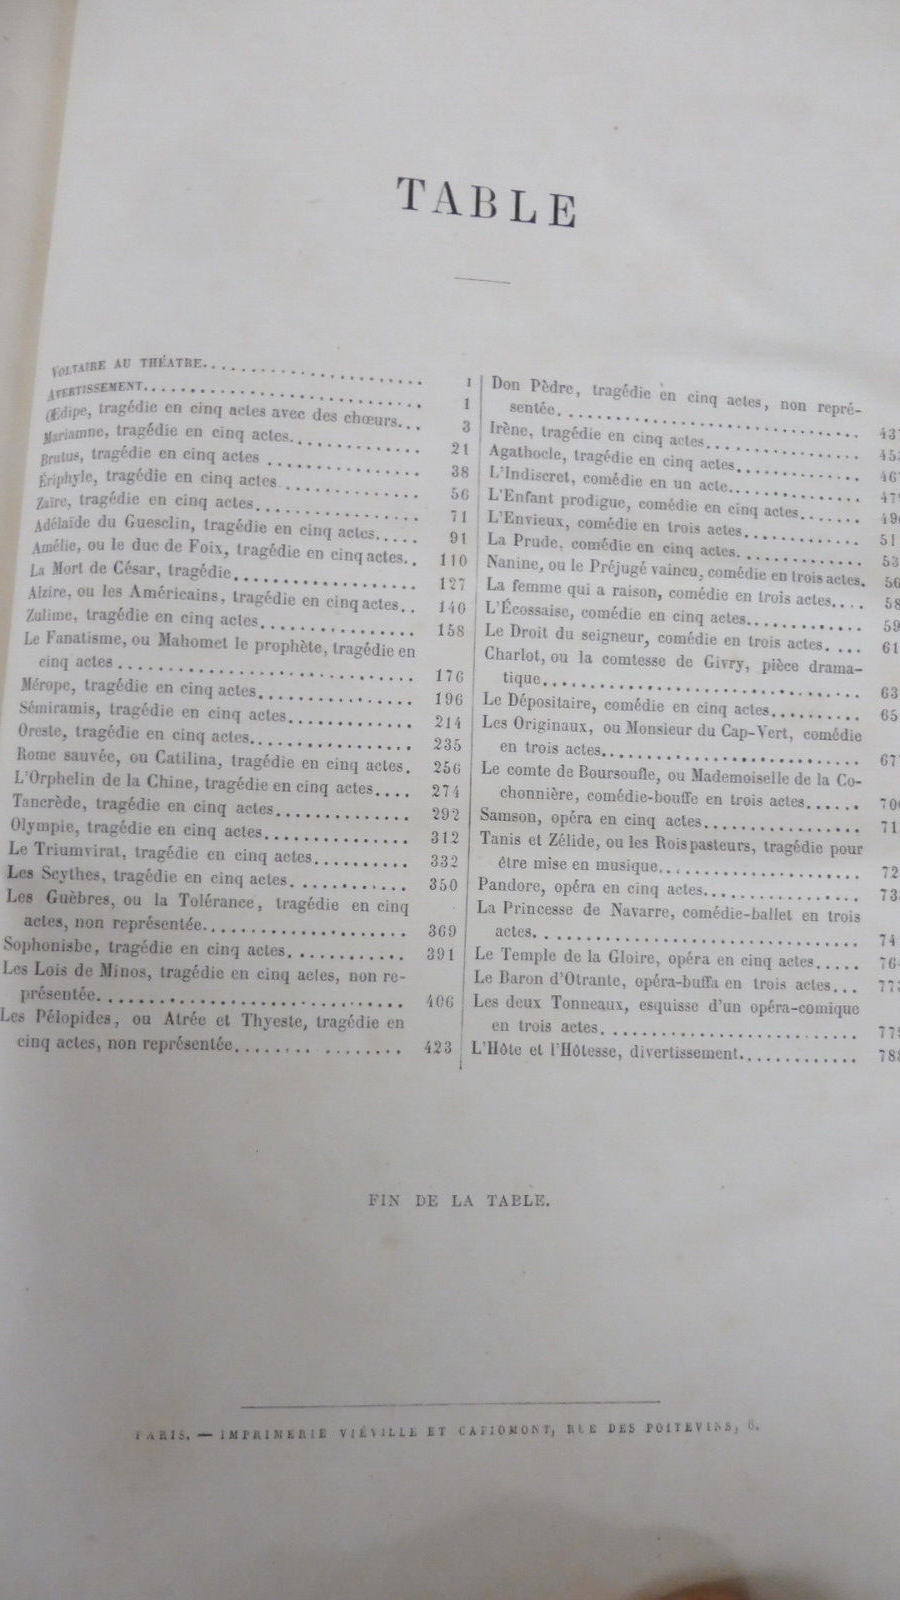 TABLE
VOLTAIRE AU THÉATRE........................ I
AVERTISSEMENT.............................. 1
Œdipe, tragédie en cinq actes avec des chœurs... 3
Mariamne, tragédie en cinq actes............ 21
Brutus, tragédie en cinq actes .............. 38
Ériphyle, tragédie en cinq actes............ 56
Zaïre, tragédie en cinq actes............... 71
Adélaïde du Guesclin, tragédie en cinq actes..... 91
Amélie, ou le duc de Foix, tragédie en cinq actes.. 110
La Mort de César, tragédie.................. 127
Alzire, ou les Américains, tragédie en cinq actes.. 140
Zulime, tragédie en cinq actes.............. 158
Le Fanatisme, ou Mahomet le prophète, tragédie en
cinq actes ............................. 176
Mérope, tragédie en cinq actes.............. 196
Sémiramis, tragédie en cinq actes............ 214
Oreste, tragédie en cinq actes............... 235
Rome sauvée, ou Catilina, tragédie en cinq actes. 256
L'Orphelin de la Chine, tragédie en cinq actes.... 274
Tancrède, tragédie en cinq actes............. 292
Olympie, tragédie en cinq actes.............. 312
Le Triumvirat, tragédie en cinq actes.......... 332
Les Scythes, tragédie en cinq actes............ 350
Les Guèbres, ou la Tolérance, tragédie en cinq
actes, non représentée..................... 369
Sophonisbe, tragédie en cinq actes............ 391
Les Lois de Minos, tragédie en cinq actes, non re-
présentée................................ 406
Les Pélopides, ou Atrée et Thyeste, tragédie en
cinq actes, non représentée................. 423
Don Pèdre, tragédie en cinq actes, non repré-
sentée..............................
Irène, tragédie en cinq actes...............
Agathocle, tragédie en cinq actes............
L'Indiscret, comédie en un acte..............
L'Enfant prodigue, comédie en cinq actes.......
L'Envieux, comédie en trois actes............
La Prude, comédie en cinq actes.............
Nanine, ou le Préjugé vaincu, comédie en trois actes.
La femme qui a raison, comédie en trois actes....
L'Écossaise, comédie en cinq actes............
Le Droit du seigneur, comédie en trois actes....
Charlot, ou la comtesse de Givry, pièce drama-
tique................................
Le Dépositaire, comédie en cinq actes..........
Les Originaux, ou Monsieur du Cap-Vert, comédie
en trois actes..........................
Le comte de Boursoufle, ou Mademoiselle de la Co-
chonnière, comédie-bouffe en trois actes......
Samson, opéra en cinq actes................
Tanis et Zélide, ou les Rois pasteurs, tragédie pour
être mise en musique....................
Pandore, opéra en cinq actes................
La Princesse de Navarre, comédie-ballet en trois
actes.................................
Le Temple de la Gloire, opéra en cinq actes.....
Le Baron d'Otrante, opéra-buffa en trois actes...
Les deux Tonneaux, esquisse d'un opéra-comique
en trois actes..........................
L'Hôte et l'Hôtesse, divertissement............
FIN DE LA TABLE.
PARIS. — IMPRIMERIE VIÉVILLE ET CAPIOMONT, RUE DES POITEVINS, 6.